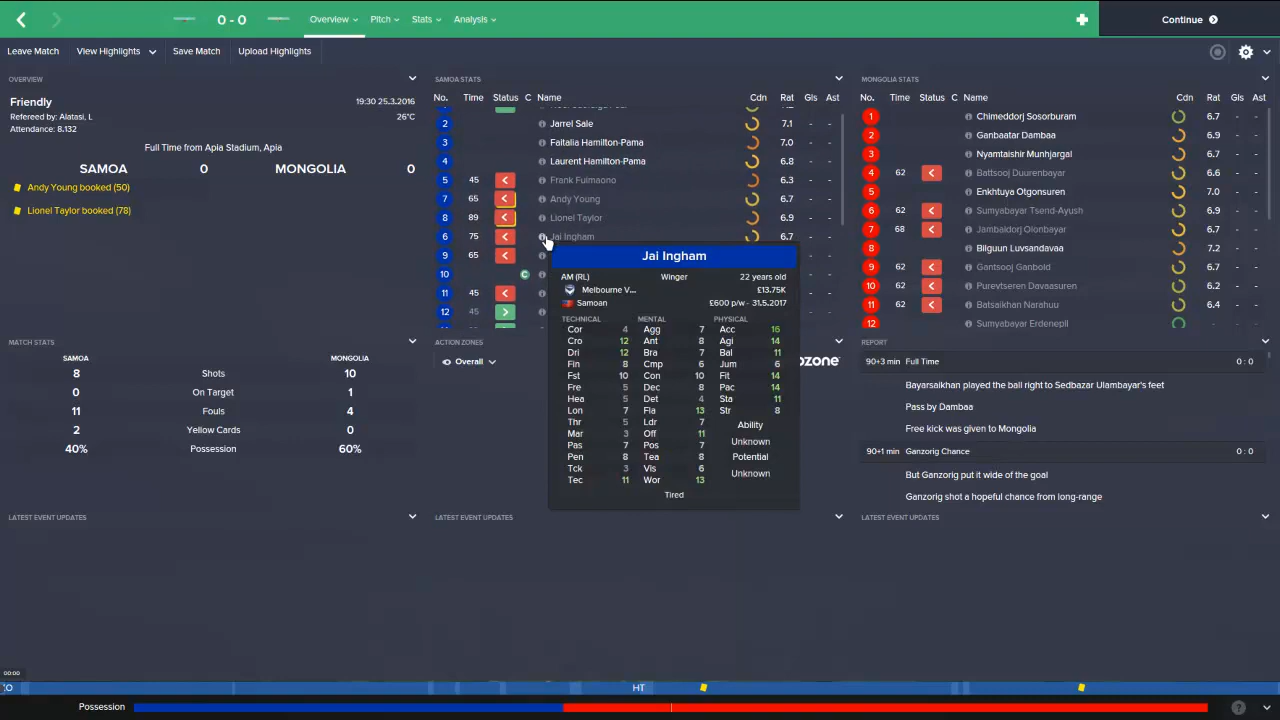 0 - 0
Overview
Pitch
Stats
Analysis
Continue
Leave Match
View Highlights
Save Match
Upload Highlights
OVERVIEW
Friendly
19:30 25.3.2016
Refereed by: Alatasi, L
26°C
Attendance: 8.132
Full Time from Apia Stadium, Apia
SAMOA 0 MONGOLIA 0
Andy Young booked (50)
Lionel Taylor booked (78)
SAMOA STATS
No. Time Status C Name Cdn Rat Gls Ast
2 Jarrel Sale 7.1 - -
3 Faitalia Hamilton-Pama 7.0 - -
4 Laurent Hamilton-Pama 6.8 - -
5 45 Frank Fuimaono 6.3 - -
7 65 Andy Young 6.7 - -
8 89 Lionel Taylor 6.9 - -
6 75 Jai Ingham 6.7 - -
9 65
10 C
11 45
12 45
Jai Ingham
AM (RL) Winger 22 years old
Melbourne V... £13.75K
Samoan £600 p/w - 31.5.2017
TECHNICAL MENTAL PHYSICAL
Cor 4 Agg 7 Acc 15
Cro 12 Ant 8 Agi 14
Dri 12 Bra 7 Bal 11
Fin 8 Cmp 6 Jum 6
Fst 10 Con 10 Fit 14
Fre 5 Dec 8 Pac 14
Hea 5 Det 4 Sta 11
Lon 7 Fla 13 Str 8
Thr 5 Ldr 7
Mar 3 Off 11
Pas 7 Pos 7
Pen 8 Tea 8
Tck 3 Vis 6
Tec 11 Wor 13
Ability
Unknown
Potential
Unknown
Tired
MONGOLIA STATS
No. Time Status C Name Cdn Rat Gls Ast
1 Chimeddorj Sosorburam 6.7 - -
2 Ganbaatar Dambaa 6.9 - -
3 Nyamtaishir Munhjargal 6.7 - -
4 62 Battsooj Duurenbayar 6.6 - -
5 Enkhtuya Otgonsuren 7.0 - -
6 62 Sumyabayar Tsend-Ayush 6.9 - -
7 68 Jambaldorj Olonbayar 6.7 - -
8 Bilguun Luvsandavaa 7.2 - -
9 62 Gantsooj Ganbold 6.7 - -
10 62 Purevtseren Davaasuren 6.2 - -
11 62 Batsaikhan Narahuu 6.4 - -
12 Sumyabayar Erdenepil - - -
MATCH STATS
SAMOA MONGOLIA
8 Shots 10
0 On Target 1
11 Fouls 4
2 Yellow Cards 0
40% Possession 60%
ACTION ZONES
Overall
ozone
REPORT
90+3 min Full Time 0 : 0
Bayarsaikhan played the ball right to Sedbazar Ulambayar's feet
Pass by Dambaa
Free kick was given to Mongolia
90+1 min Ganzorig Chance 0 : 0
But Ganzorig put it wide of the goal
Ganzorig shot a hopeful chance from long-range
LATEST EVENT UPDATES
LATEST EVENT UPDATES
LATEST EVENT UPDATES
00:00
HT
Possession